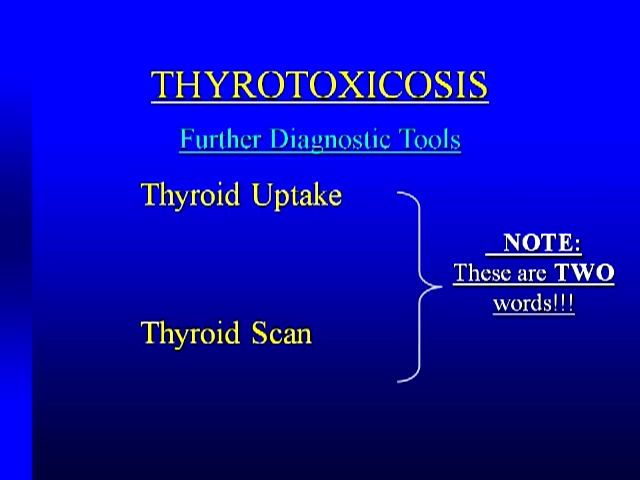 THYROTOXICOSIS
Further Diagnostic Tools
Thyroid Uptake
Thyroid Scan
NOTE:
These are TWO
words!!!